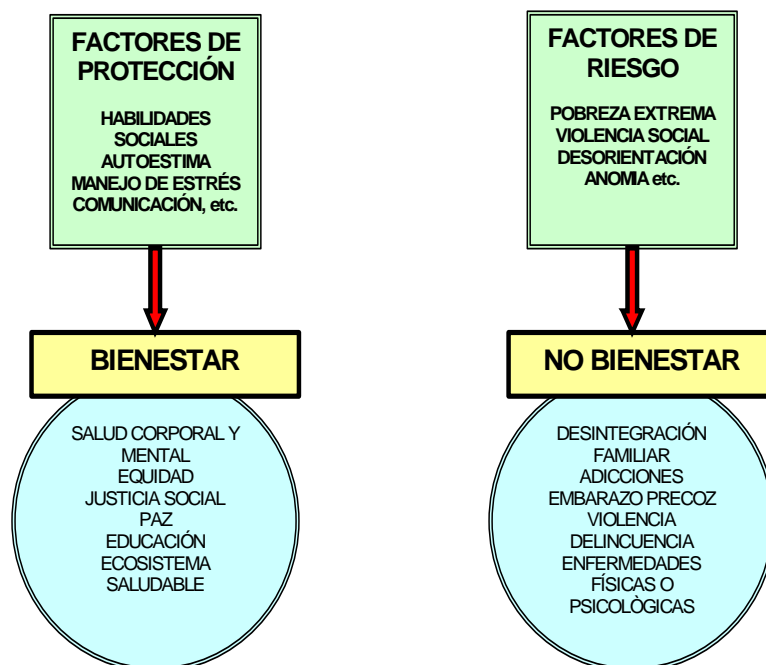 FACTORES DE
PROTECCIÓN
HABILIDADES
SOCIALES
AUTOESTIMA
MANEJO DE ESTRÉS
COMUNICACIÓN, etc.
BIENESTAR
SALUD CORPORAL Y
MENTAL
EQUIDAD
JUSTICIA SOCIAL
PAZ
EDUCACIÓN
ECOSISTEMA
SALUDABLE
FACTORES DE
RIESGO
POBREZA EXTREMA
VIOLENCIA SOCIAL
DESORIENTACIÓN
ANOMIA etc.
NO BIENESTAR
DESINTEGRACIÓN
FAMILIAR
ADICCIONES
EMBARAZO PRECOZ
VIOLENCIA
DELINCUENCIA
ENFERMEDADES
FÍSICAS O
PSICOLÒGICAS